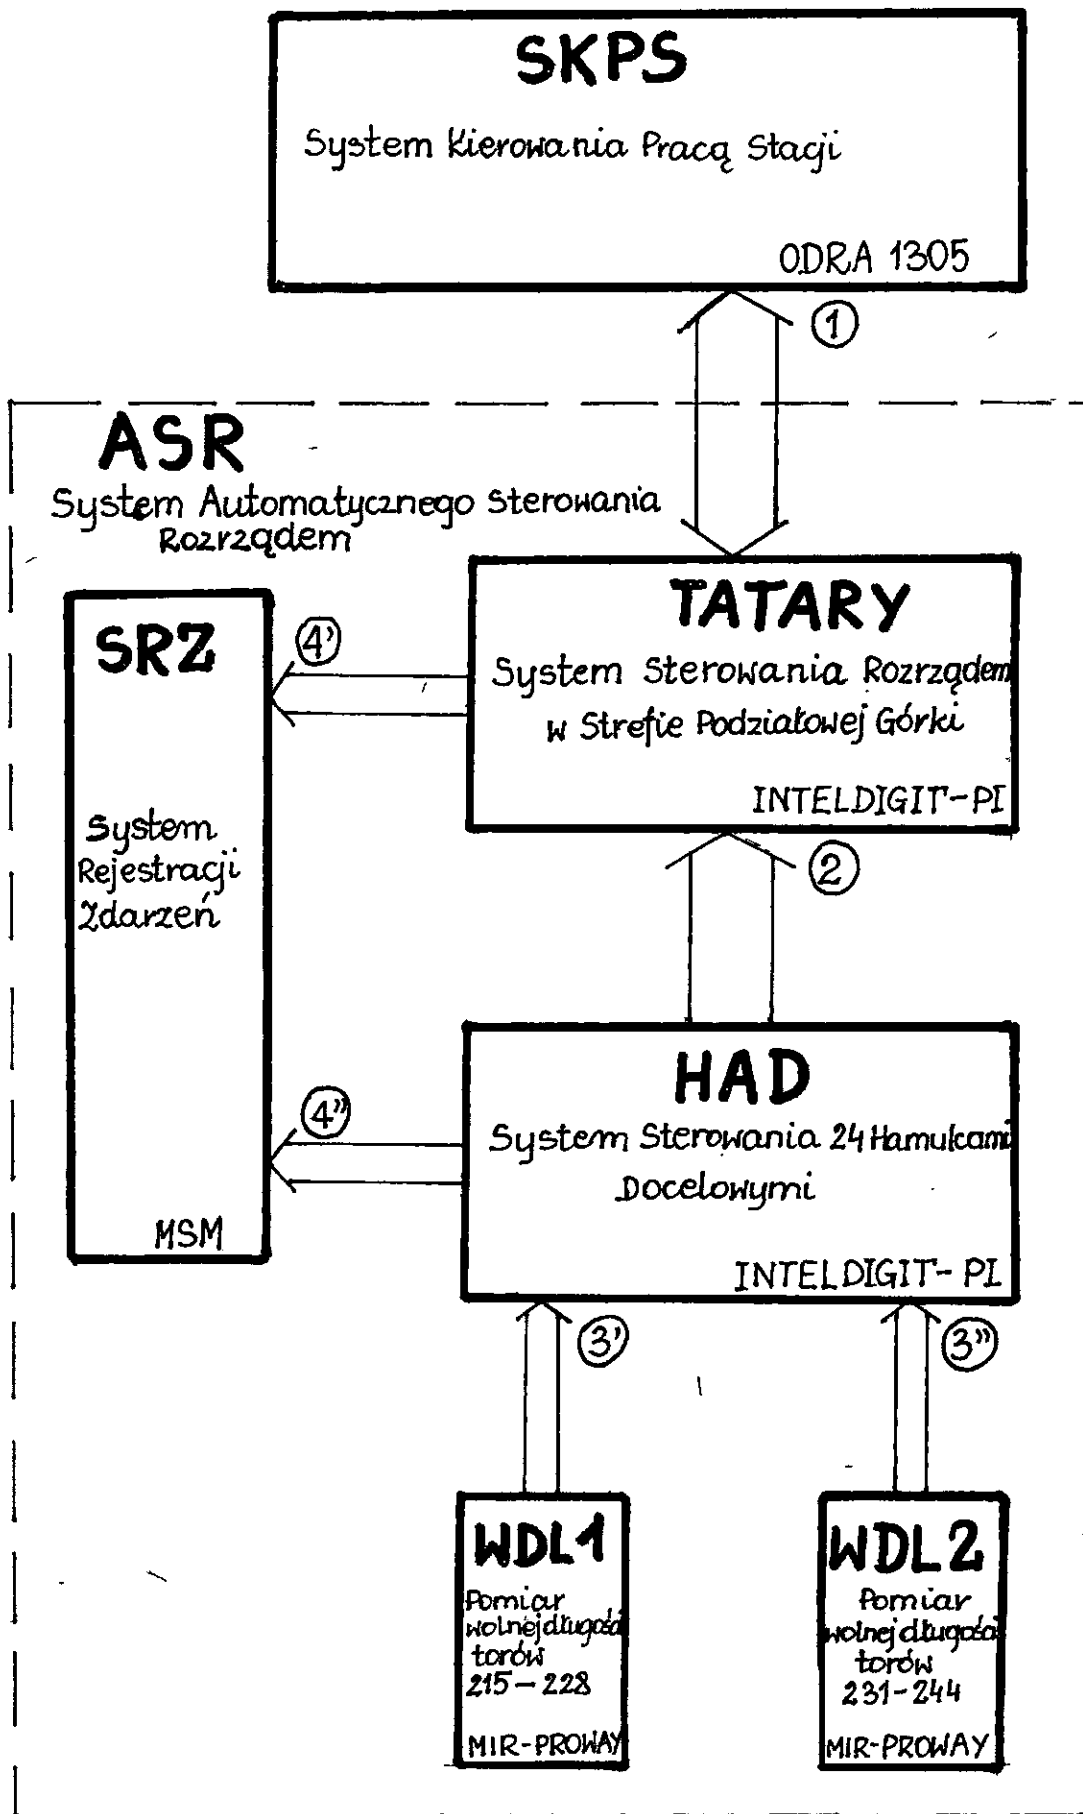 SKPS
System Kierowania Pracą Stacji
ODRA 1305
1
ASR
System Automatycznego Sterowania
Rozrządem
TATARY
System Sterowania Rozrządem
w Strefie Podziałowej Górki
INTELDIGIT-PI
4'
SRZ
System
Rejestracji
Zdarzeń
MSM
2
HAD
System Sterowania 24 Hamulcami
Docelowymi
INTELDIGIT-PI
4"
3'
3"
WDL1
Pomiar
wolnej długości
torów
215-228
MIR-PROWAY
WDL2
Pomiar
wolnej długości
torów
231-244
MIR-PROWAY